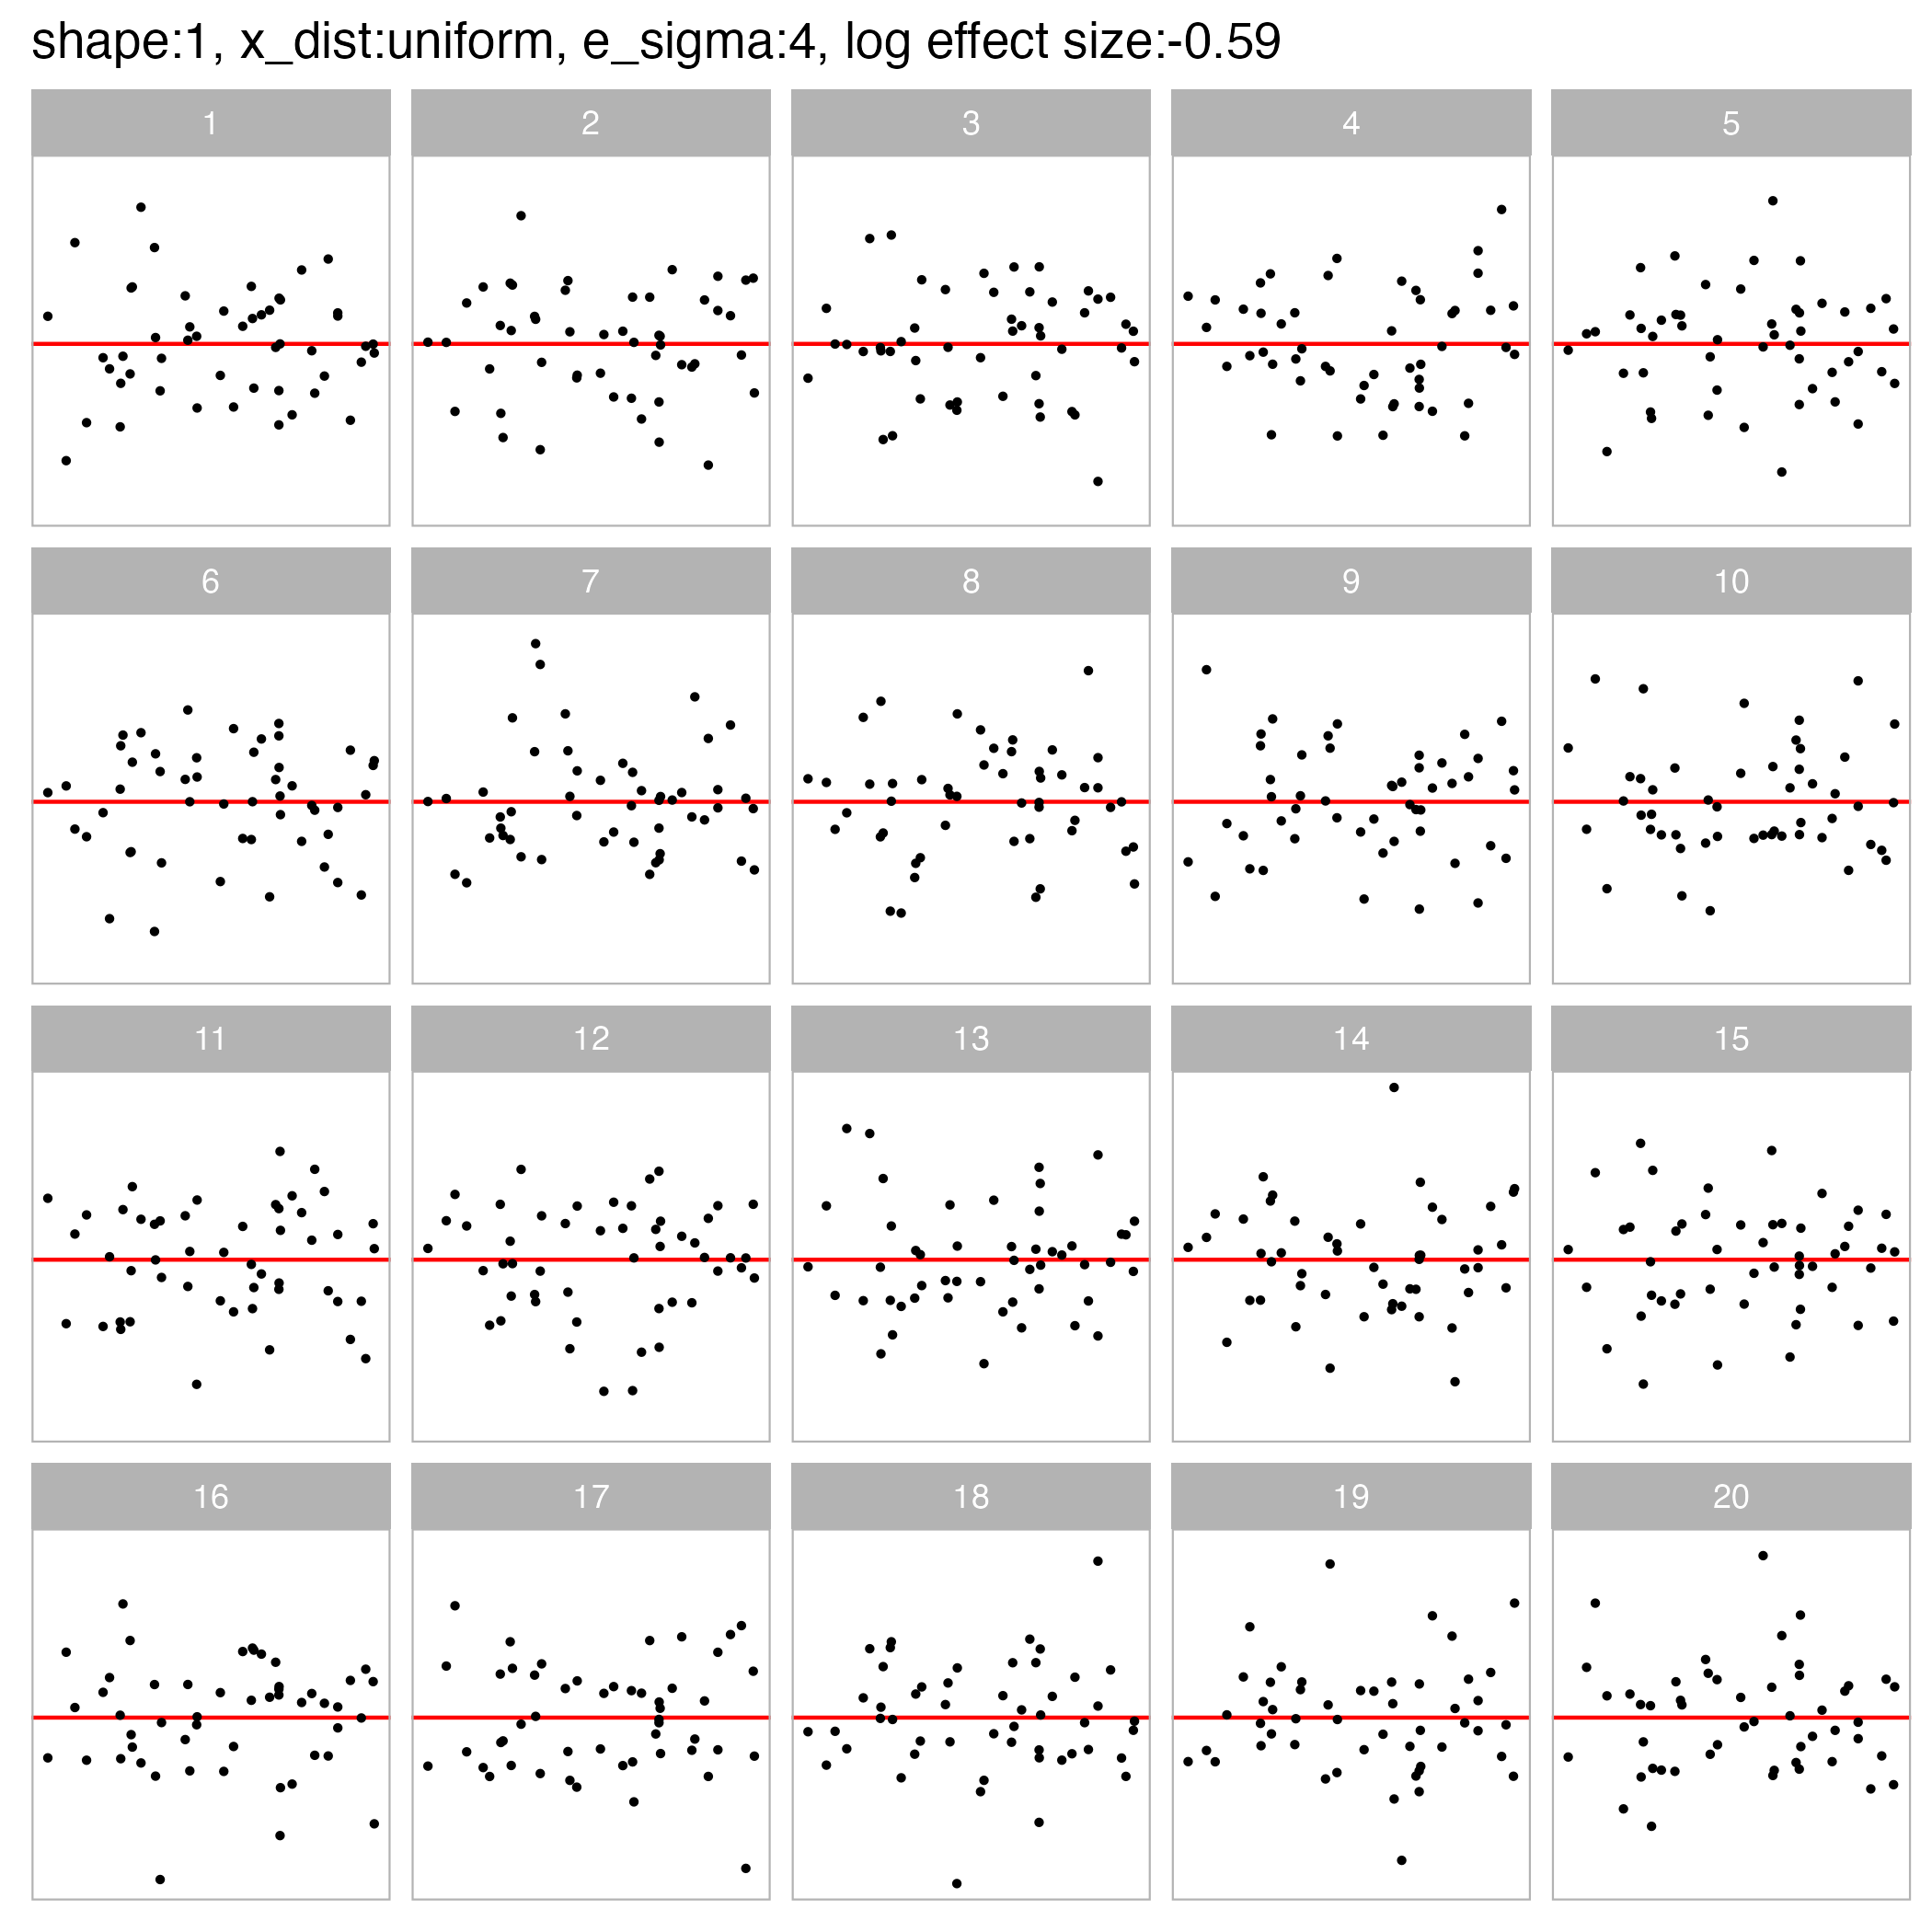 shape:1, x_dist:uniform, e_sigma:4, log effect size:-0.59
1 2 3 4 5
6 7 8 9 10
11 12 13 14 15
16 17 18 19 20